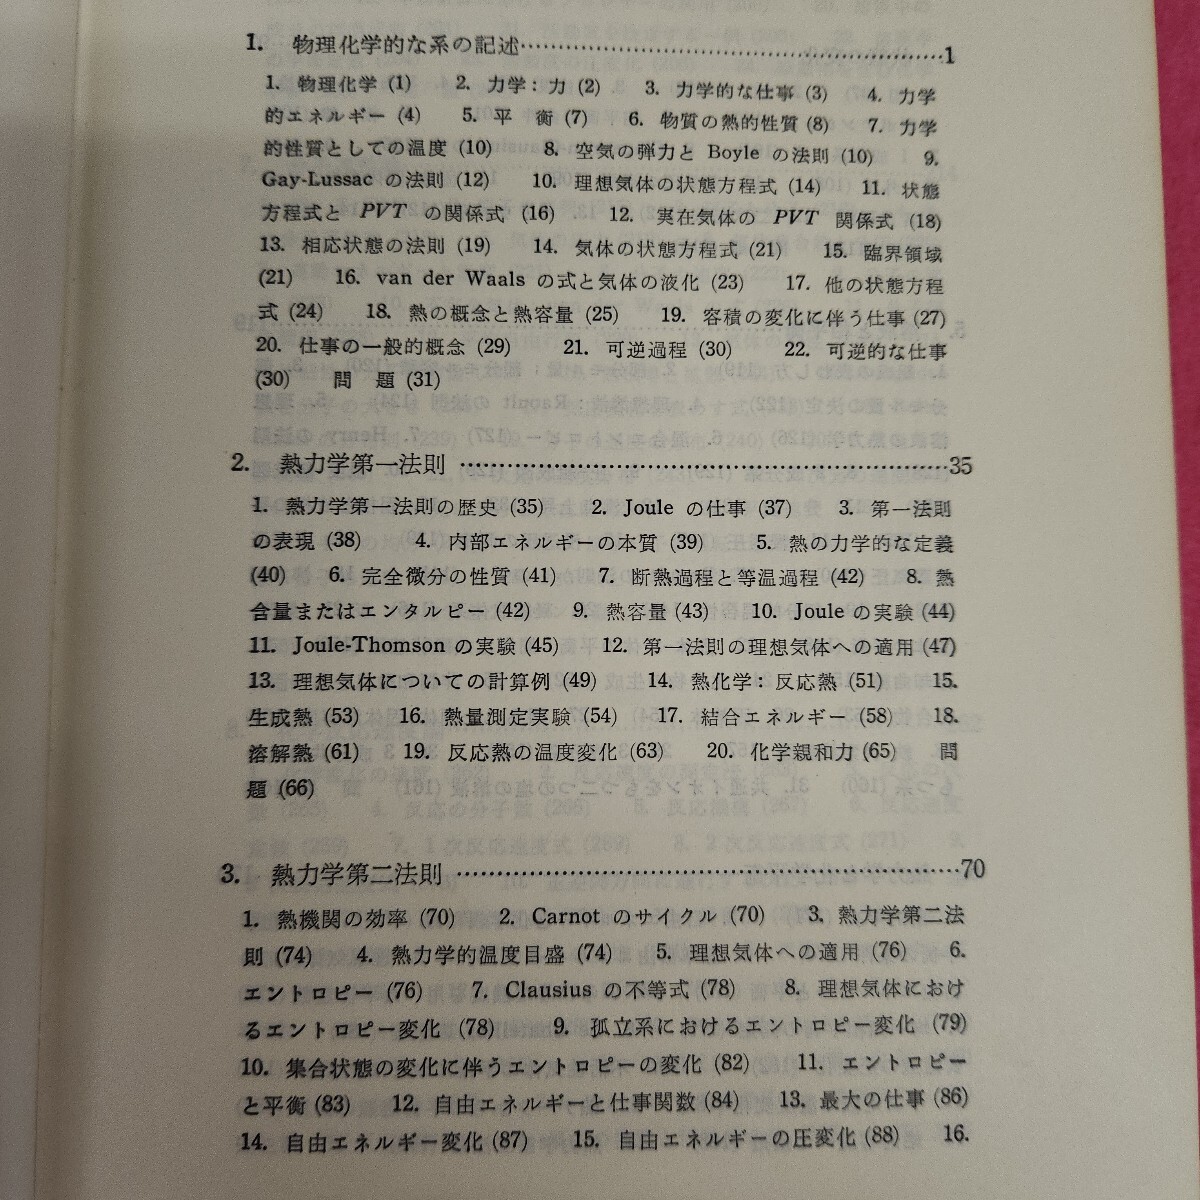 1. 物理化学的な系の記述……………………………………1
1. 物理化学 (1) 2. 力学: 力 (2) 3. 力学的な仕事 (3) 4. 力学
的エネルギー (4) 5. 平 衡 (7) 6. 物質の熱的性質 (8) 7. 力学
的性質としての温度 (10) 8. 空気の弾力と Boyle の法則 (10) 9.
Gay-Lussac の法則 (12) 10. 理想気体の状態方程式 (14) 11. 状態
方程式と PVT の関係式 (16) 12. 実在気体の PVT 関係式 (18)
13. 相応状態の法則 (19) 14. 気体の状態方程式 (21) 15. 臨界領域
(21) 16. van der Waals の式と気体の液化 (23) 17. 他の状態方程
式 (24) 18. 熱の概念と熱容量 (25) 19. 容積の変化に伴う仕事 (27)
20. 仕事の一般的概念 (29) 21. 可逆過程 (30) 22. 可逆的な仕事
(30) 問 題 (31)
2. 熱力学第一法則 ……………………………………………35
1. 熱力学第一法則の歴史 (35) 2. Joule の仕事 (37) 3. 第一法則
の表現 (38) 4. 内部エネルギーの本質 (39) 5. 熱の力学的な定義
(40) 6. 完全微分の性質 (41) 7. 断熱過程と等温過程 (42) 8. 熱
含量またはエンタルピー (42) 9. 熱容量 (43) 10. Joule の実験 (44)
11. Joule-Thomson の実験 (45) 12. 第一法則の理想気体への適用 (47)
13. 理想気体についての計算例 (49) 14. 熱化学: 反応熱 (51) 15.
生成熱 (53) 16. 熱量測定実験 (54) 17. 結合エネルギー (58) 18.
溶解熱 (61) 19. 反応熱の温度変化 (63) 20. 化学親和力 (65) 問
題 (66)
3. 熱力学第二法則 ……………………………………………70
1. 熱機関の効率 (70) 2. Carnot のサイクル (70) 3. 熱力学第二法
則 (74) 4. 熱力学的温度目盛 (74) 5. 理想気体への適用 (76) 6.
エントロピー (76) 7. Clausius の不等式 (78) 8. 理想気体におけ
るエントロピー変化 (78) 9. 孤立系におけるエントロピー変化 (79)
10. 集合状態の変化に伴うエントロピーの変化 (82) 11. エントロピー
と平衡 (83) 12. 自由エネルギーと仕事関数 (84) 13. 最大の仕事 (86)
14. 自由エネルギー変化 (87) 15. 自由エネルギーの圧変化 (88) 16.